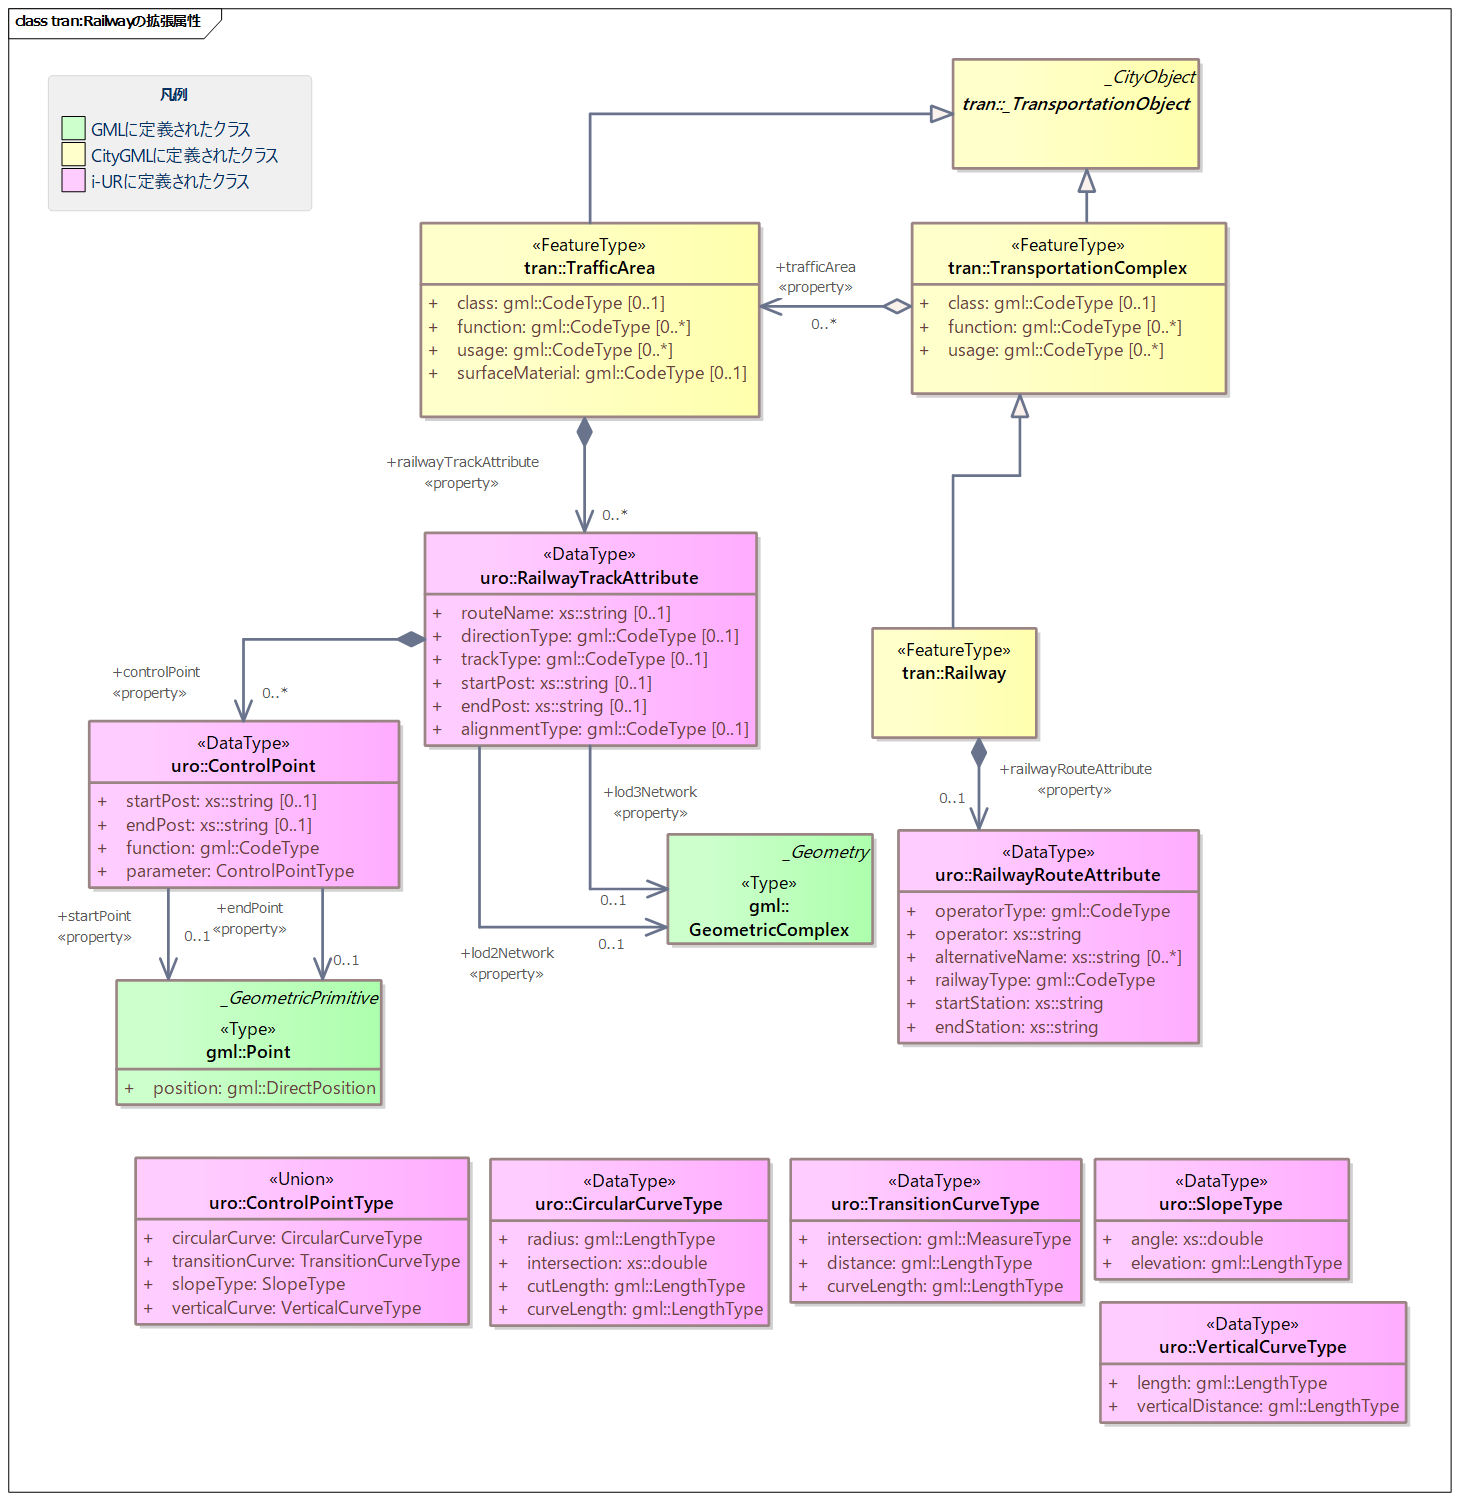 class tran:Railwayの拡張属性
凡例
GMLに定義されたクラス
CityGMLに定義されたクラス
i-URに定義されたクラス
_CityObject
tran::_TransportationObject
«FeatureType»
tran::TrafficArea
+ class: gml::CodeType [0..1]
+ function: gml::CodeType [0..*]
+ usage: gml::CodeType [0..*]
+ surfaceMaterial: gml::CodeType [0..1]
+trafficArea
«property»
0..*
«FeatureType»
tran::TransportationComplex
+ class: gml::CodeType [0..1]
+ function: gml::CodeType [0..*]
+ usage: gml::CodeType [0..*]
+railwayTrackAttribute
«property»
0..*
«DataType»
uro::RailwayTrackAttribute
+ routeName: xs::string [0..1]
+ directionType: gml::CodeType [0..1]
+ trackType: gml::CodeType [0..1]
+ startPost: xs::string [0..1]
+ endPost: xs::string [0..1]
+ alignmentType: gml::CodeType [0..1]
«FeatureType»
tran::Railway
+controlPoint
«property»
0..*
«DataType»
uro::ControlPoint
+ startPost: xs::string [0..1]
+ endPost: xs::string [0..1]
+ function: gml::CodeType
+ parameter: ControlPointType
+lod3Network
«property»
0..1
+lod2Network
«property»
0..1
_Geometry
«Type»
gml::
GeometricComplex
+railwayRouteAttribute
«property»
0..1
«DataType»
uro::RailwayRouteAttribute
+ operatorType: gml::CodeType
+ operator: xs::string
+ alternativeName: xs::string [0..*]
+ railwayType: gml::CodeType
+ startStation: xs::string
+ endStation: xs::string
+startPoint
«property»
0..1
+endPoint
«property»
0..1
_GeometricPrimitive
«Type»
gml::Point
+ position: gml::DirectPosition
«Union»
uro::ControlPointType
+ circularCurve: CircularCurveType
+ transitionCurve: TransitionCurveType
+ slopeType: SlopeType
+ verticalCurve: VerticalCurveType
«DataType»
uro::CircularCurveType
+ radius: gml::LengthType
+ intersection: xs::double
+ cutLength: gml::LengthType
+ curveLength: gml::LengthType
«DataType»
uro::TransitionCurveType
+ intersection: gml::MeasureType
+ distance: gml::LengthType
+ curveLength: gml::LengthType
«DataType»
uro::SlopeType
+ angle: xs::double
+ elevation: gml::LengthType
«DataType»
uro::VerticalCurveType
+ length: gml::LengthType
+ verticalDistance: gml::LengthType